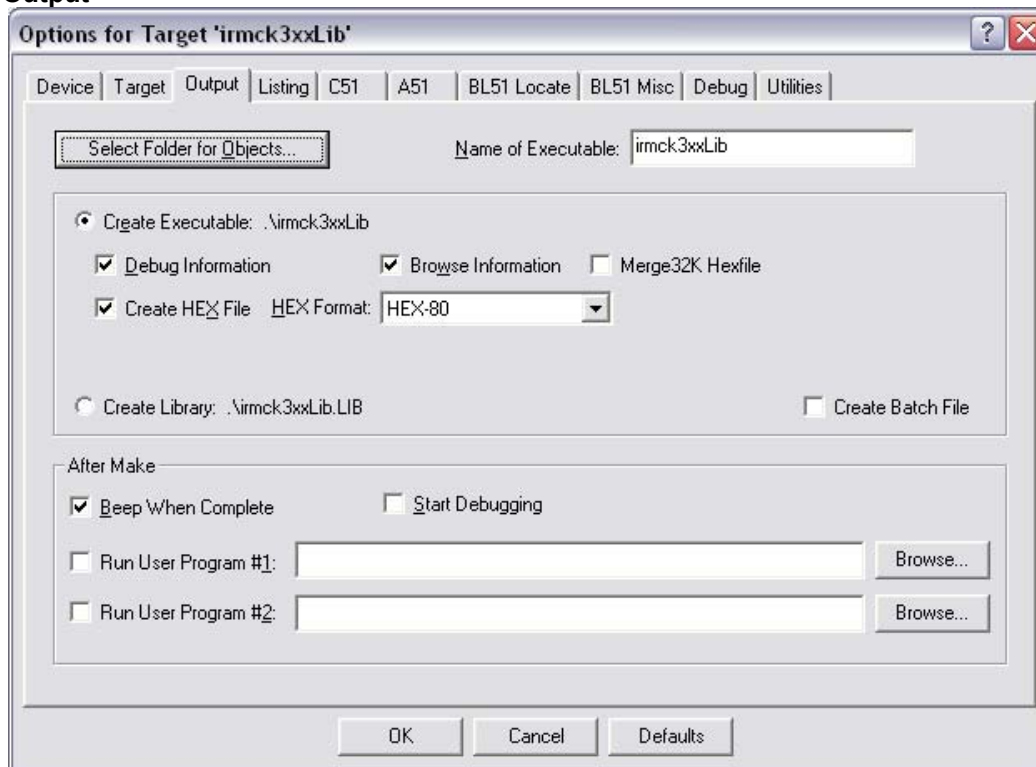 Output
Options for Target 'irmck3xxLib'
Device Target Output Listing C51 A51 BL51 Locate BL51 Misc Debug Utilities
Select Folder for Objects... Name of Executable: irmck3xxLib
Create Executable: .\irmck3xxLib
Debug Information Browse Information Merge32K Hexfile
Create HEX File HEX Format: HEX-80
Create Library: .\irmck3xxLib.LIB Create Batch File
After Make
Beep When Complete Start Debugging
Run User Program #1: Browse...
Run User Program #2: Browse...
OK Cancel Defaults